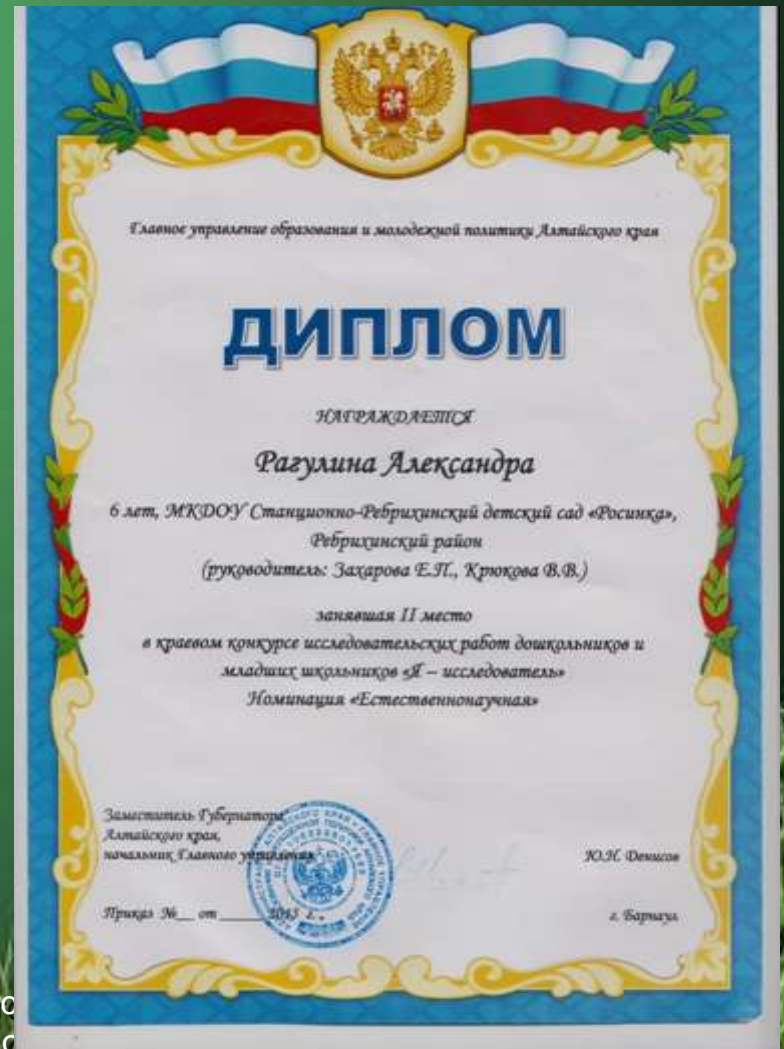 Главное управление образования и молодежной политики Алтайского края
ДИПЛОМ
НАГРАЖДАЕТСЯ
Рагулина Александра
6 лет, МКДОУ Станционно-Ребрихинский детский сад «Росинка»,
Ребрихинский район
(руководитель: Захарова Е.П., Крюкова В.В.)
занявшая II место
в краевом конкурсе исследовательских работ дошкольников и
младших школьников «Я – исследователь»
Номинация «Естественнонаучная»
Заместитель Губернатора
Алтайского края,
начальник Главного управления
Ю.Н. Денисов
Приказ №__ от ______ 2015 г.
г. Барнаул